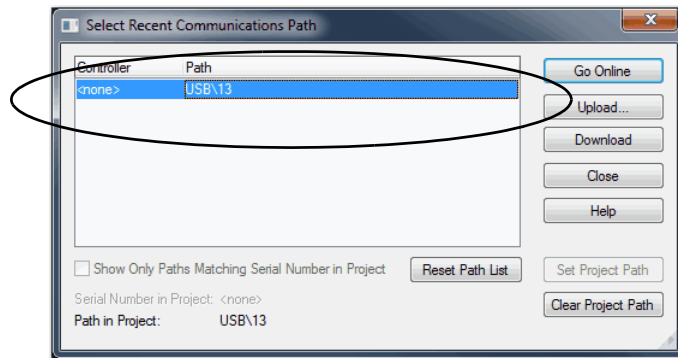 Select Recent Communications Path
Controller Path
<none> USB\13
Go Online
Upload...
Download
Close
Help
Show Only Paths Matching Serial Number in Project
Reset Path List
Set Project Path
Serial Number in Project: <none>
Clear Project Path
Path in Project: USB\13